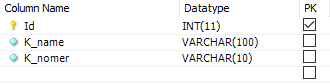 Column Name Datatype PK
Id INT(11)
K_name VARCHAR(100)
K_nomer VARCHAR(10)